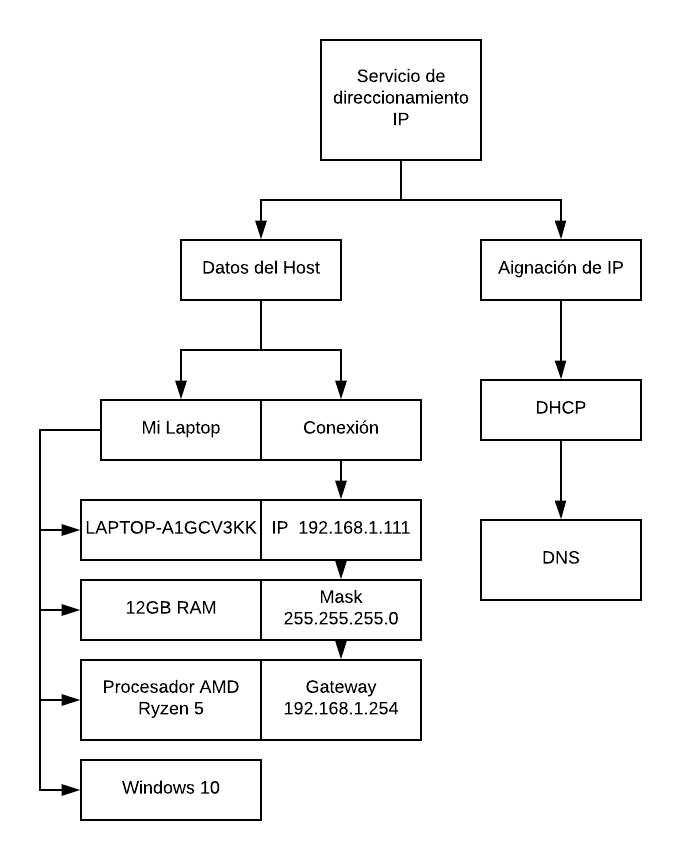 Servicio de
direccionamiento
IP
Datos del Host
Aignación de IP
Mi Laptop
Conexión
DHCP
LAPTOP-A1GCV3KK
IP  192.168.1.111
DNS
12GB RAM
Mask
255.255.255.0
Procesador AMD
Ryzen 5
Gateway
192.168.1.254
Windows 10